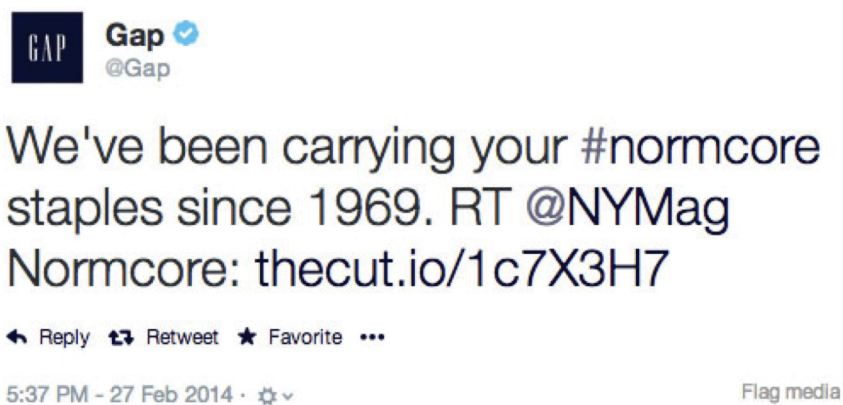 GAP
Gap
@Gap
We've been carrying your #normcore
staples since 1969. RT @NYMag
Normcore: thecut.io/1c7X3H7
Reply Retweet Favorite •••
5:37 PM - 27 Feb 2014 · Flag media